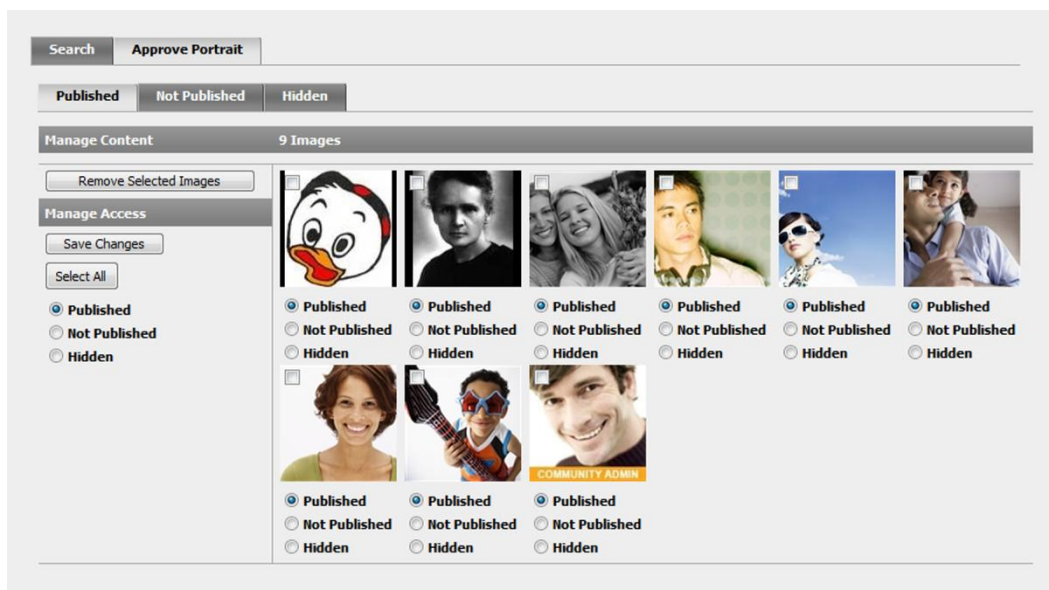 Search Approve Portrait
Published Not Published Hidden
Manage Content 9 Images
Remove Selected Images
Manage Access
Save Changes
Select All
Published
Not Published
Hidden
Published Published Published Published Published Published
Not Published Not Published Not Published Not Published Not Published Not Published
Hidden Hidden Hidden Hidden Hidden Hidden
COMMUNITY ADMIN
Published Published Published
Not Published Not Published Not Published
Hidden Hidden Hidden